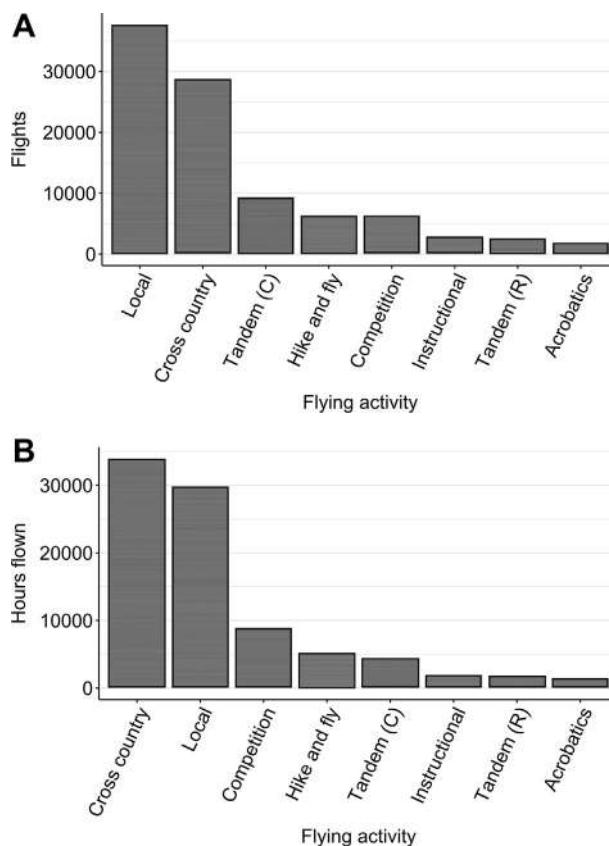 A
Flights
30000
20000
10000
0
Local
Cross country
Tandem (C)
Hike and fly
Competition
Instructional
Tandem (R)
Acrobatics
Flying activity
B
Hours flown
30000
20000
10000
0
Cross country
Local
Competition
Hike and fly
Tandem (C)
Instructional
Tandem (R)
Acrobatics
Flying activity